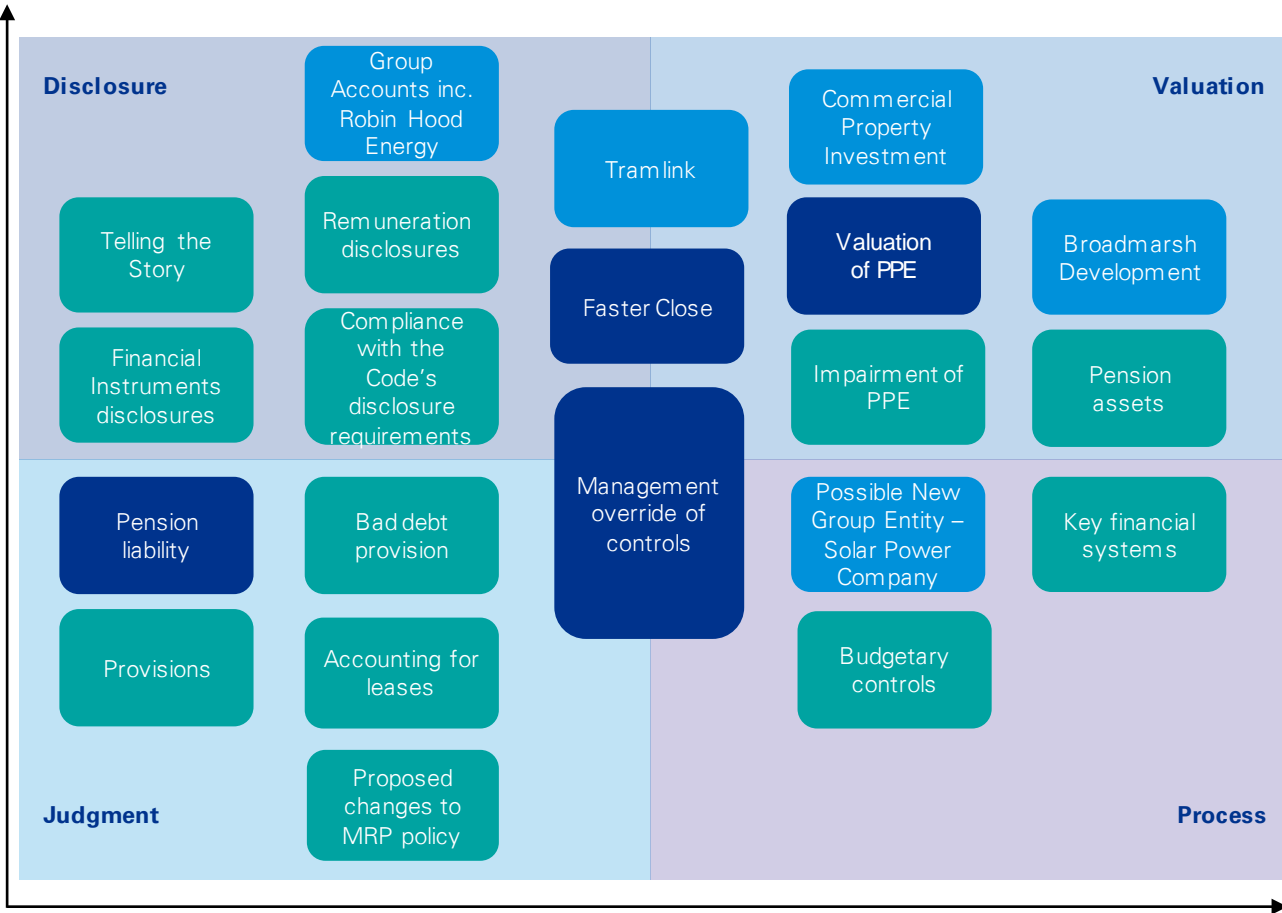 Disclosure
Group
Accounts inc.
Robin Hood
Energy
Telling the
Story
Remuneration
disclosures
Financial
Instruments
disclosures
Compliance
with the
Code's
disclosure
requirements
Tramlink
Faster Close
Management
override of
controls
Valuation
Commercial
Property
Investment
Valuation
of PPE
Broadmarsh
Development
Impairment of
PPE
Pension
assets
Pension
liability
Bad debt
provision
Provisions
Accounting for
leases
Proposed
changes to
MRP policy
Judgment
Possible New
Group Entity –
Solar Power
Company
Key financial
systems
Budgetary
controls
Process